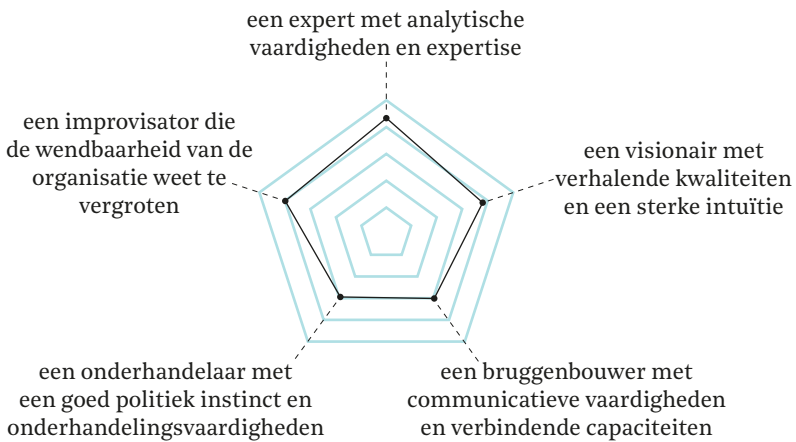 een expert met analytische
vaardigheden en expertise
een improvisator die
de wendbaarheid van de
organisatie weet te
vergroten
een visionair met
verhalende kwaliteiten
en een sterke intuïtie
een onderhandelaar met
een goed politiek instinct en
onderhandelingsvaardigheden
een bruggenbouwer met
communicatieve vaardigheden
en verbindende capaciteiten